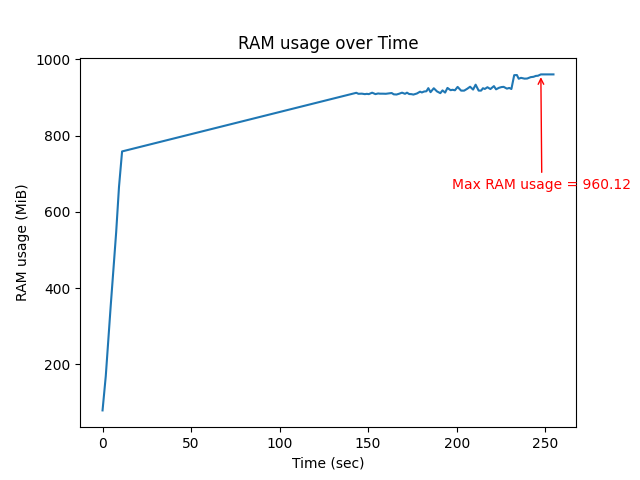 RAM usage over Time
1000
800
600
400
200
RAM usage (MiB)
Max RAM usage = 960.12
0 50 100 150 200 250
Time (sec)